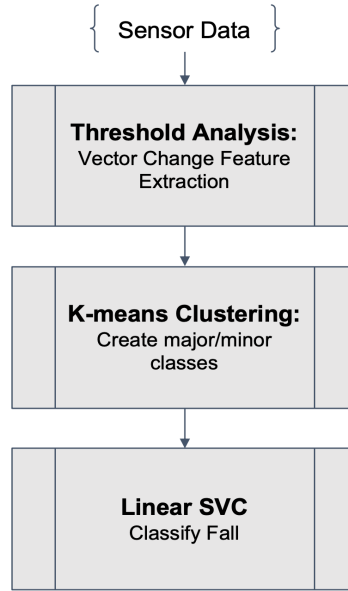 Sensor Data
Threshold Analysis:
Vector Change Feature
Extraction
K-means Clustering:
Create major/minor
classes
Linear SVC
Classify Fall